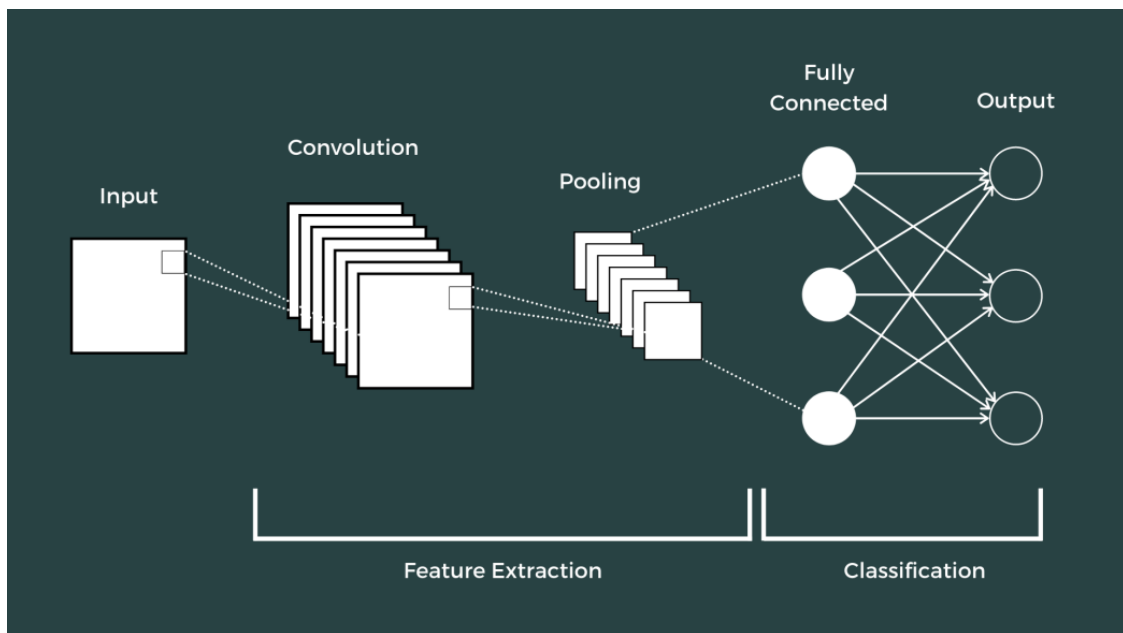 Input
Convolution
Pooling
Fully
Connected
Output
Feature Extraction
Classification